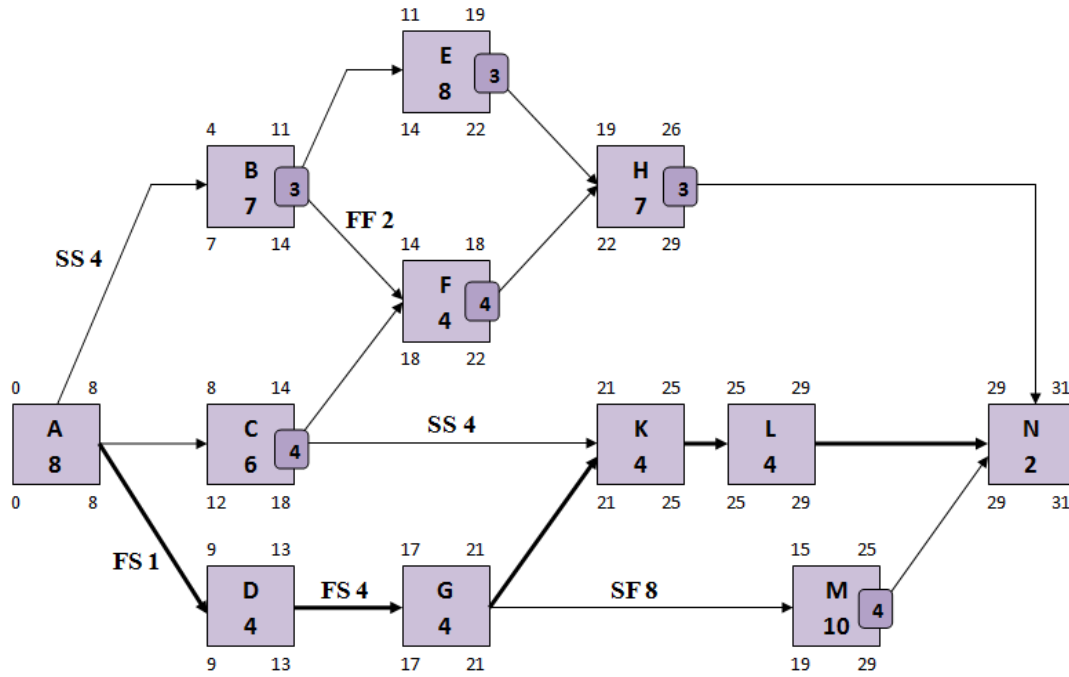 11 19
E
8
3
14 22
4 11
B
7
3
7 14
SS 4
FF 2
14 18
F
4
4
18 22
19 26
H
7
3
22 29
0 8
A
8
0 8
8 14
C
6
4
12 18
SS 4
21 25
K
4
21 25
25 29
L
4
25 29
29 31
N
2
29 31
FS 1
9 13
D
4
9 13
FS 4
17 21
G
4
17 21
SF 8
15 25
M
10
4
19 29